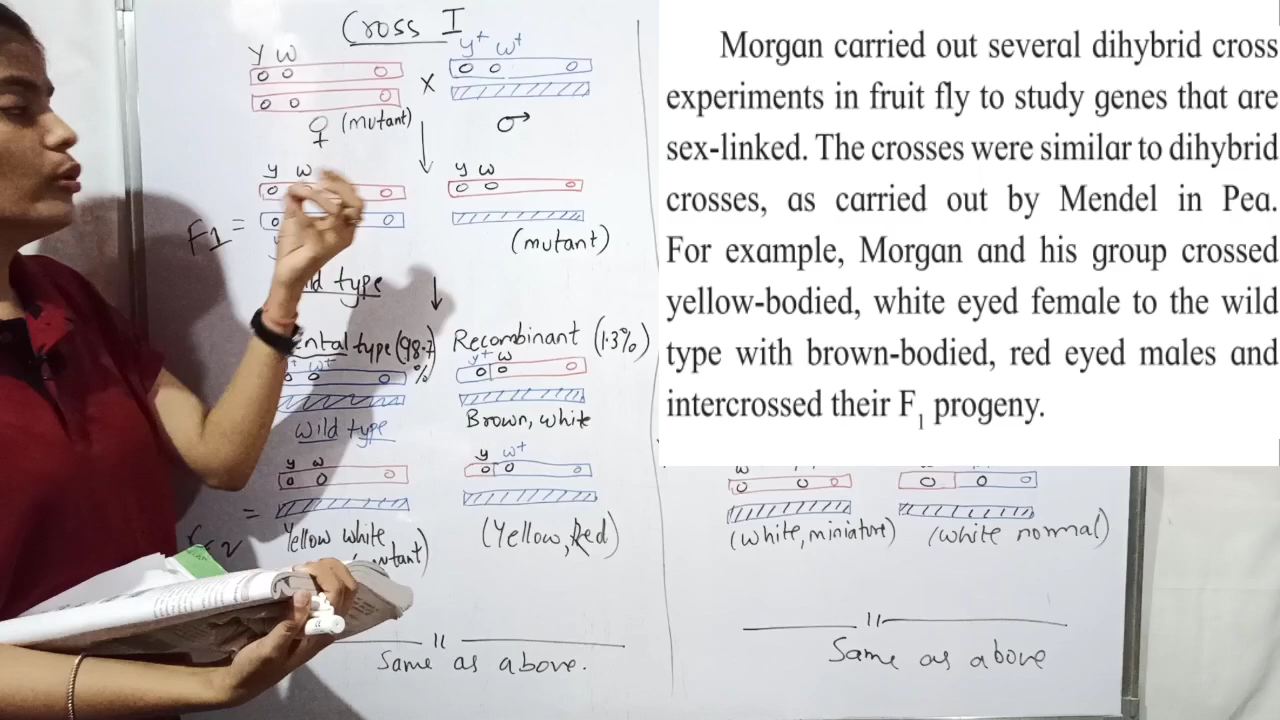 Cross I
y w
y+ w+
x
♀ (mutant)
♂
y w
y w
F1 =
(mutant)
type
type (98.7
%
Recombinant (1.3%)
w+
y+ w
Wild type
Brown, white
y w
y w+
=
Yellow white
(Yellow, Red)
Same as above.
Morgan carried out several dihybrid cross
experiments in fruit fly to study genes that are
sex-linked. The crosses were similar to dihybrid
crosses, as carried out by Mendel in Pea.
For example, Morgan and his group crossed
yellow-bodied, white eyed female to the wild
type with brown-bodied, red eyed males and
intercrossed their F1 progeny.
(white, miniature)
(white normal)
Same as above